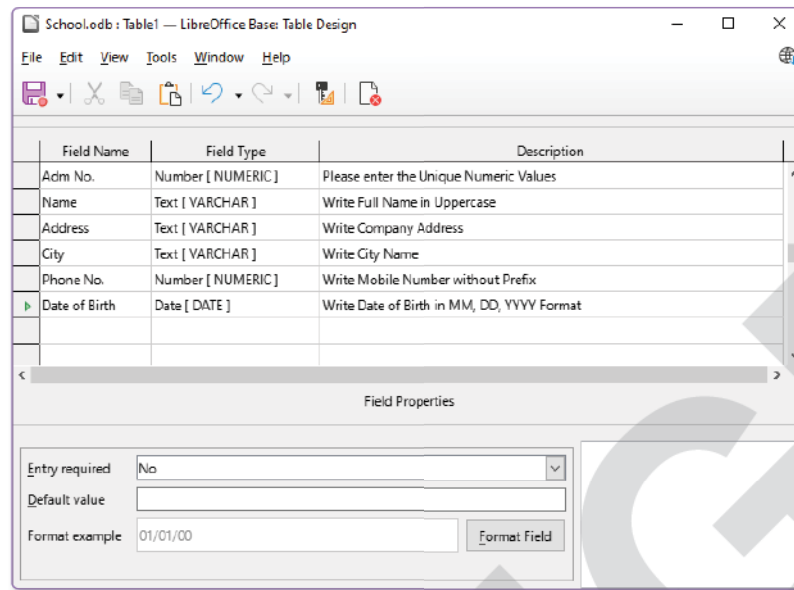 School.odb : Table1 — LibreOffice Base: Table Design
File Edit View Tools Window Help
Field Name Field Type Description
Adm No. Number [ NUMERIC ] Please enter the Unique Numeric Values
Name Text [ VARCHAR ] Write Full Name in Uppercase
Address Text [ VARCHAR ] Write Company Address
City Text [ VARCHAR ] Write City Name
Phone No. Number [ NUMERIC ] Write Mobile Number without Prefix
Date of Birth Date [ DATE ] Write Date of Birth in MM, DD, YYYY Format
Field Properties
Entry required No
Default value
Format example 01/01/00 Format Field